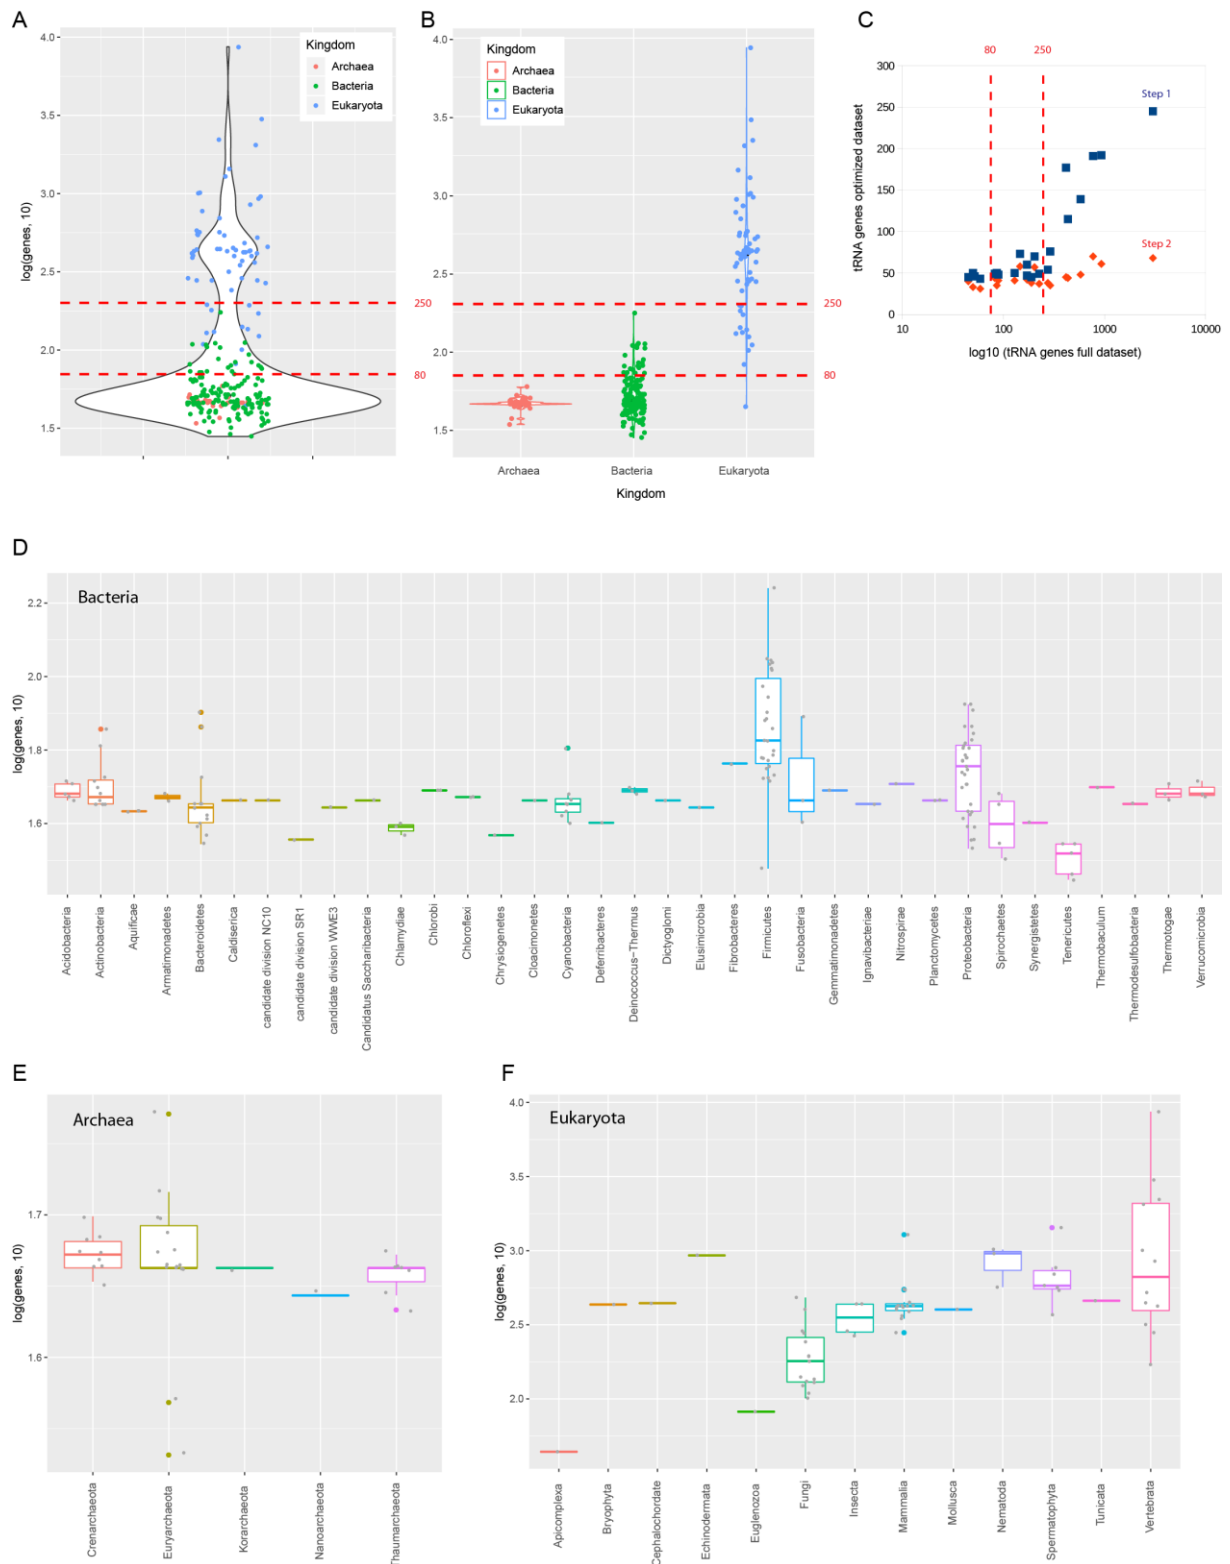 A
4.0
3.5
3.0
2.5
2.0
1.5
log(genes, 10)
Kingdom
Archaea
Bacteria
Eukaryota
250
80
B
4.0
3.5
3.0
2.5
2.0
1.5
Kingdom
Archaea
Bacteria
Eukaryota
250
80
Archaea
Bacteria
Eukaryota
Kingdom
C
80
250
300
250
200
150
100
50
0
tRNA genes optimized dataset
Step 1
Step 2
10
100
1000
10000
log10 (tRNA genes full dataset)
D
Bacteria
2.2
2.0
1.8
1.6
log(genes, 10)
Acidobacteria
Actinobacteria
Aquificae
Armatimonadetes
Bacteroidetes
Caldiserica
candidate division NC10
candidate division SR1
candidate division WWE3
Candidatus Saccharibacteria
Chlamydiae
Chlorobi
Chloroflexi
Chrysiogenetes
Cloacimonetes
Cyanobacteria
Deferribacteres
Deinococcus−Thermus
Dictyoglomi
Elusimicrobia
Fibrobacteres
Firmicutes
Fusobacteria
Gemmatimonadetes
Ignavibacteriae
Nitrospirae
Planctomycetes
Proteobacteria
Spirochaetes
Synergistetes
Tenericutes
Thermobaculum
Thermodesulfobacteria
Thermotogae
Verrucomicrobia
E
Archaea
1.7
1.6
log(genes, 10)
Crenarchaeota
Euryarchaeota
Korarchaeota
Nanoarchaeota
Thaumarchaeota
F
Eukaryota
4.0
3.5
3.0
2.5
2.0
log(genes, 10)
Apicomplexa
Bryophyta
Cephalochordate
Echinodermata
Euglenozoa
Fungi
Insecta
Mammalia
Mollusca
Nematoda
Spermatophyta
Tunicata
Vertebrata